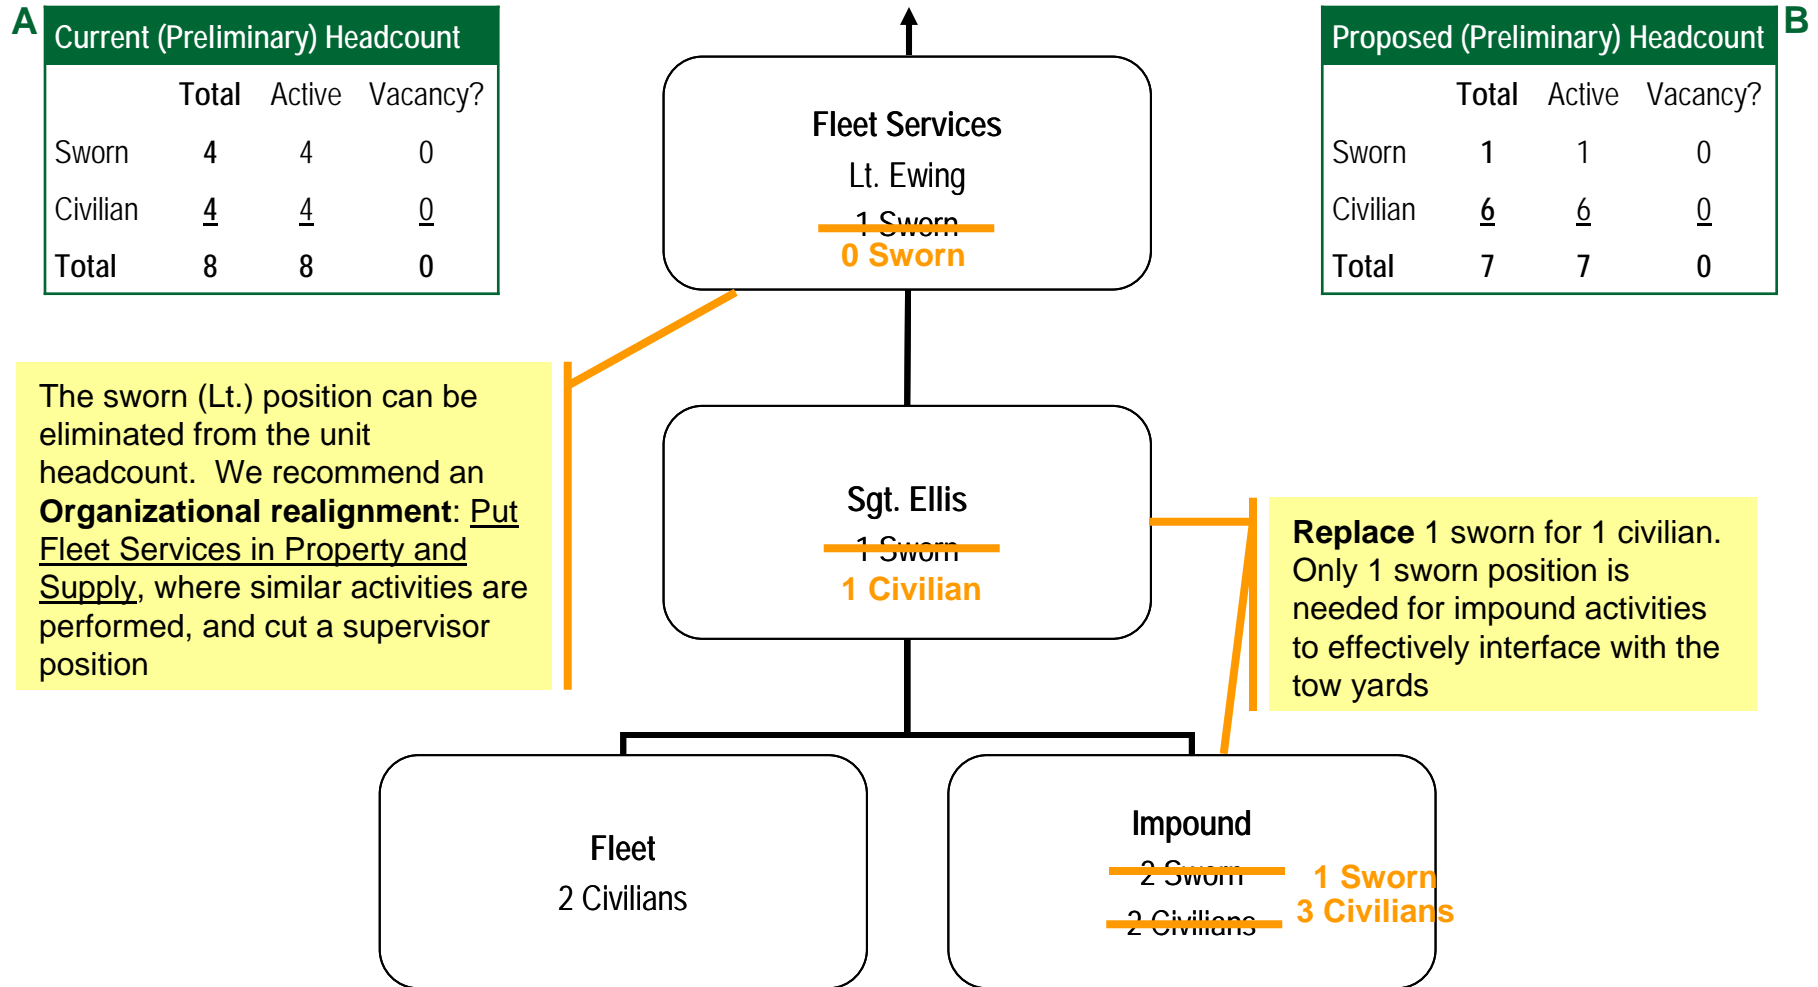 A
Current (Preliminary) Headcount
Total Active Vacancy?
Sworn 4 4 0
Civilian 4 4 0
Total 8 8 0
Fleet Services
Lt. Ewing
1 Sworn
0 Sworn
Proposed (Preliminary) Headcount
B
Total Active Vacancy?
Sworn 1 1 0
Civilian 6 6 0
Total 7 7 0
The sworn (Lt.) position can be
eliminated from the unit
headcount. We recommend an
Organizational realignment: Put
Fleet Services in Property and
Supply, where similar activities are
performed, and cut a supervisor
position
Sgt. Ellis
1 Sworn
1 Civilian
Replace 1 sworn for 1 civilian.
Only 1 sworn position is
needed for impound activities
to effectively interface with the
tow yards
Fleet
2 Civilians
Impound
2 Sworn
1 Sworn
2 Civilians
3 Civilians